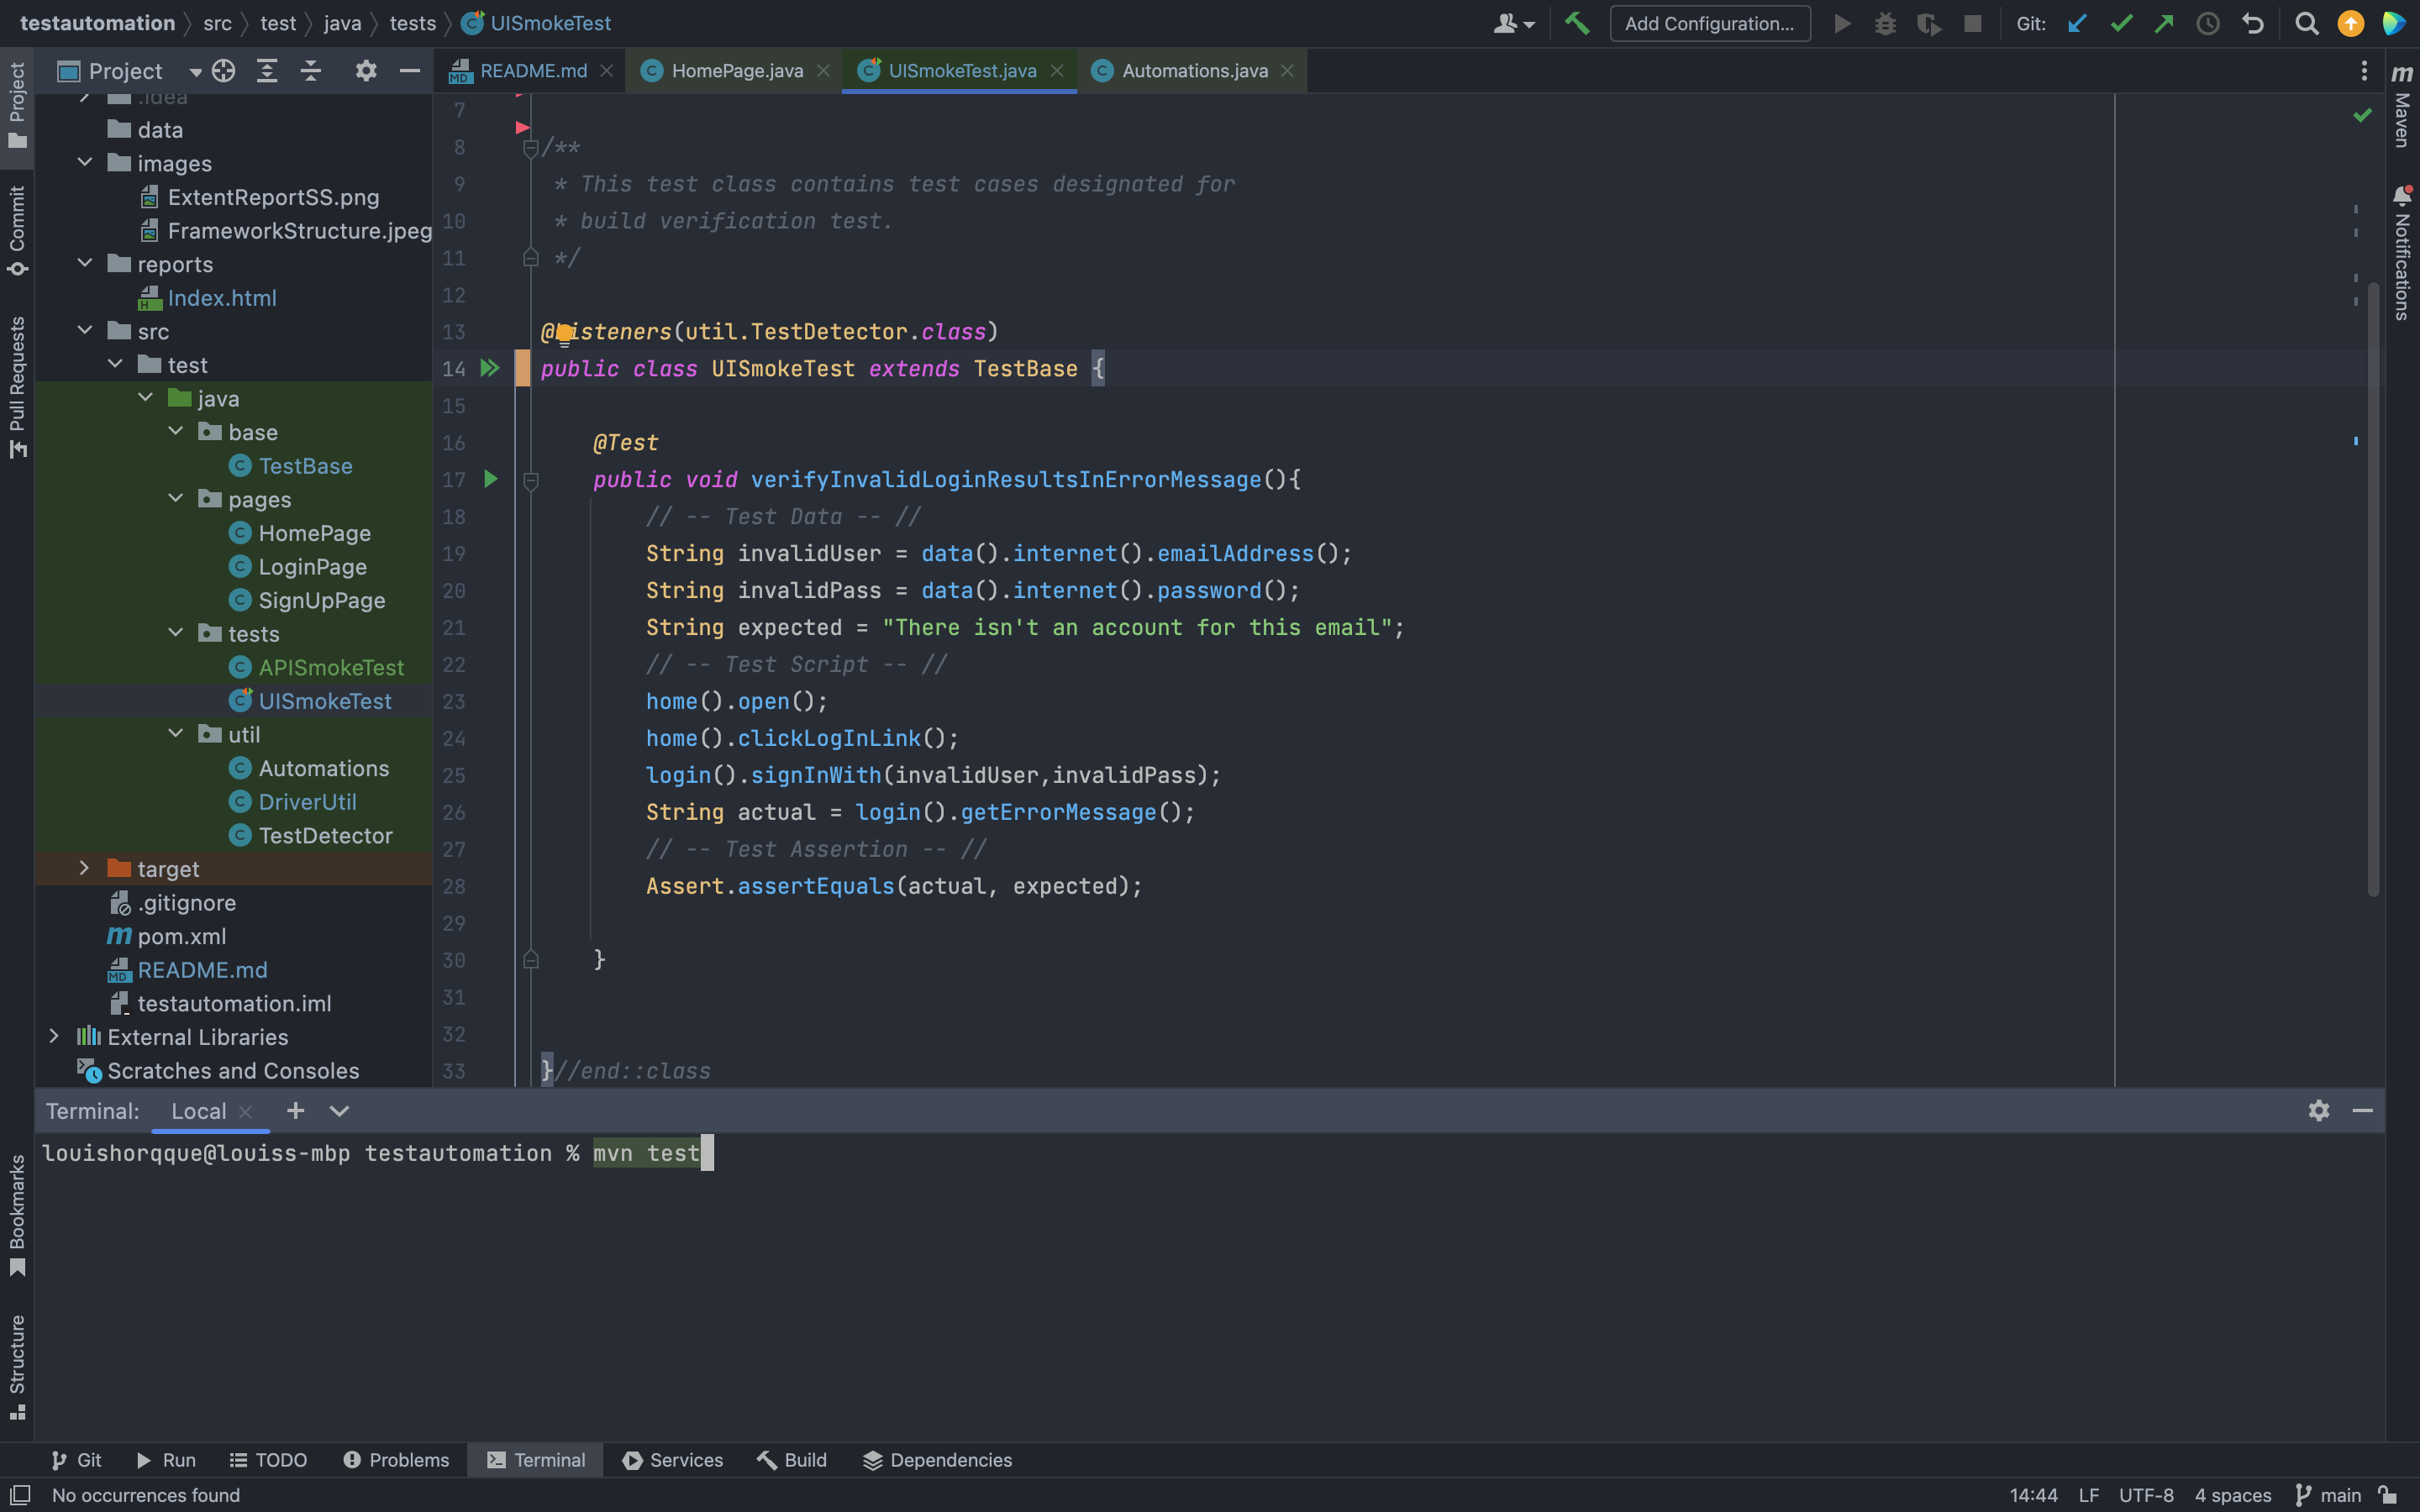 testautomation src test java tests UISmokeTest
Add Configuration...
Git:
Project
README.md
HomePage.java
UISmokeTest.java
Automations.java
Project
Commit
Pull Requests
Bookmarks
Structure
.idea
data
images
ExtentReportSS.png
FrameworkStructure.jpeg
reports
Index.html
src
test
java
base
TestBase
pages
HomePage
LoginPage
SignUpPage
tests
APISmokeTest
UISmokeTest
util
Automations
DriverUtil
TestDetector
target
.gitignore
pom.xml
README.md
testautomation.iml
External Libraries
Scratches and Consoles
7
8 /**
9 * This test class contains test cases designated for
10 * build verification test.
11 */
12
13 @Listeners(util.TestDetector.class)
14 public class UISmokeTest extends TestBase {
15
16 @Test
17 public void verifyInvalidLoginResultsInErrorMessage(){
18 // -- Test Data -- //
19 String invalidUser = data().internet().emailAddress();
20 String invalidPass = data().internet().password();
21 String expected = "There isn't an account for this email";
22 // -- Test Script -- //
23 home().open();
24 home().clickLogInLink();
25 login().signInWith(invalidUser,invalidPass);
26 String actual = login().getErrorMessage();
27 // -- Test Assertion -- //
28 Assert.assertEquals(actual, expected);
29
30 }
31
32
33 }//end::class
m Maven
Notifications
Terminal: Local
louishorqque@louiss-mbp testautomation % mvn test
Git Run TODO Problems Terminal Services Build Dependencies
No occurrences found
14:44 LF UTF-8 4 spaces main